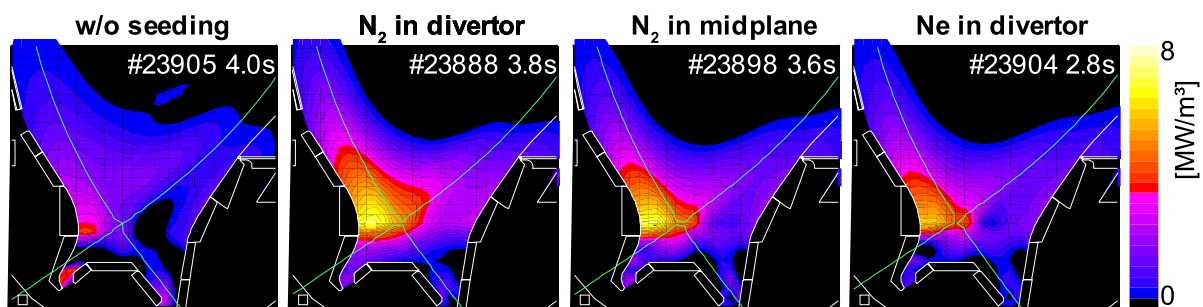 w/o seeding
#23905 4.0s
N₂ in divertor
#23888 3.8s
N₂ in midplane
#23898 3.6s
Ne in divertor
#23904 2.8s
8
[MW/m³]
0